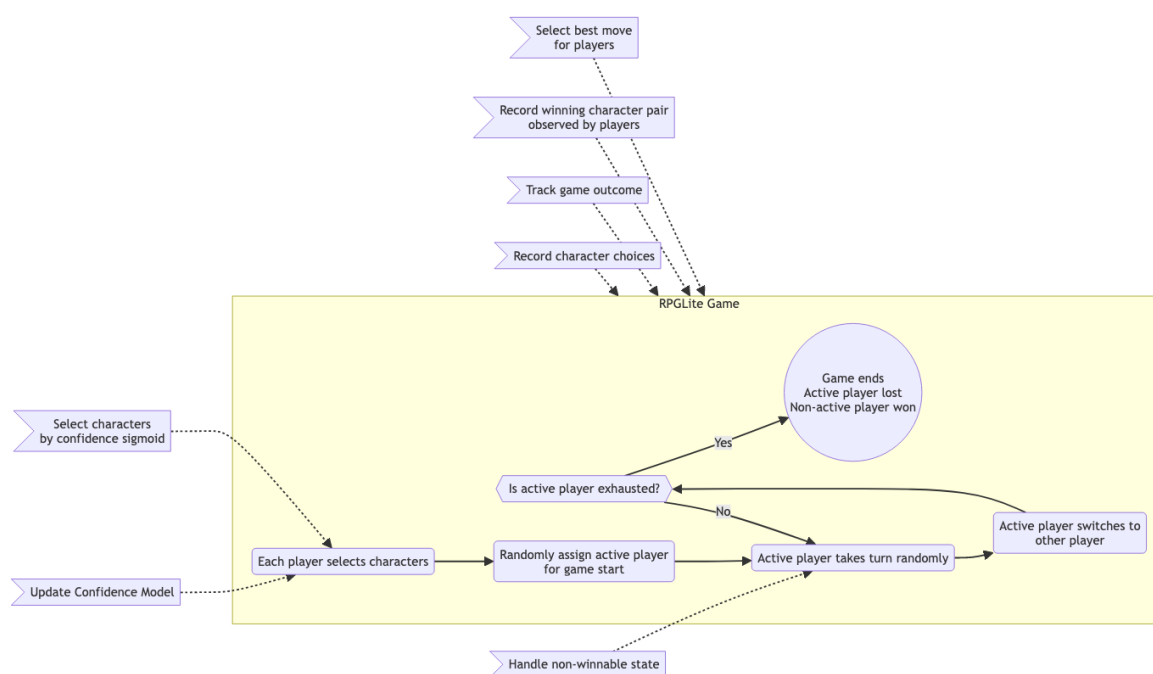 Select best move
for players
Record winning character pair
observed by players
Track game outcome
Record character choices
RPGLite Game
Game ends
Active player lost
Non-active player won
Select characters
by confidence sigmoid
Yes
Is active player exhausted?
No
Active player switches to
other player
Each player selects characters
Randomly assign active player
for game start
Active player takes turn randomly
Update Confidence Model
Handle non-winnable state